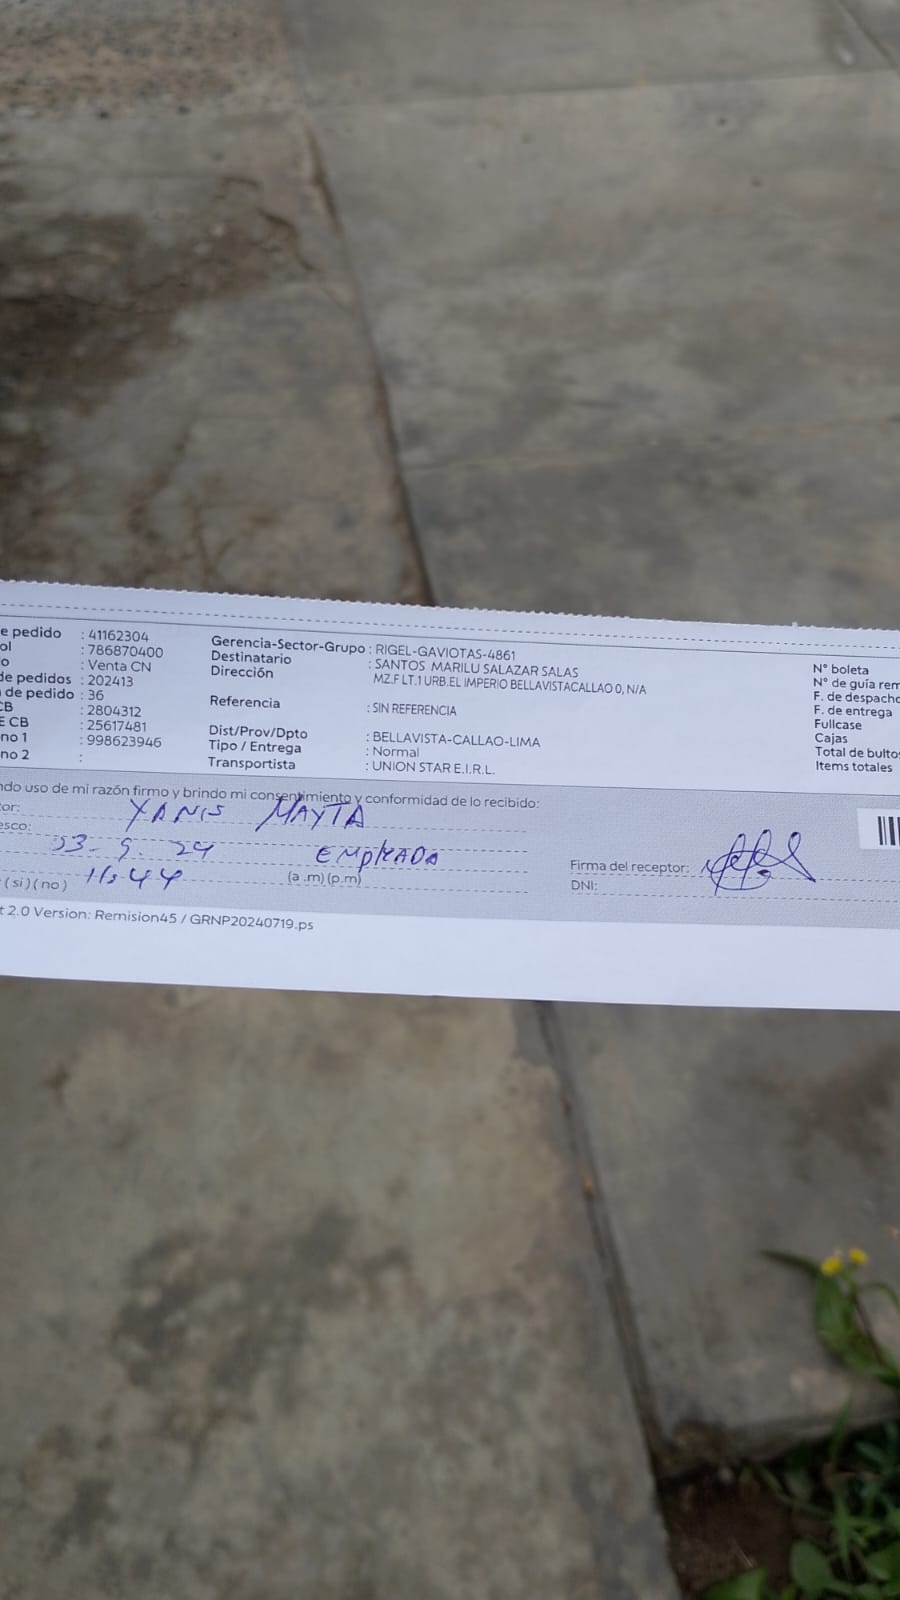 e pedido : 41162304
ol : 786870400
o : Venta CN
de pedidos : 202413
de pedido : 36
CB : 2804312
E CB : 25617481
no 1 : 998623946
no 2 :
Gerencia-Sector-Grupo : RIGEL-GAVIOTAS-4861
Destinatario : SANTOS MARILU SALAZAR SALAS
Dirección MZ.F LT.1 URB.EL IMPERIO BELLAVISTACALLAO 0, N/A
Referencia : SIN REFERENCIA
Dist/Prov/Dpto : BELLAVISTA-CALLAO-LIMA
Tipo / Entrega : Normal
Transportista : UNION STAR E.I.R.L.
N° boleta
N° de guía rem
F. de despacho
F. de entrega
Fullcase
Cajas
Total de bultos
Items totales
ndo uso de mi razón firmo y brindo mi consentimiento y conformidad de lo recibido:
tor: YANIS MAYTA
esco: 03-9.24 EMPLEADA
(si)(no) 11:44 (a.m)(p.m)
Firma del receptor:
DNI:
t 2.0 Version: Remision45 / GRNP20240719.ps